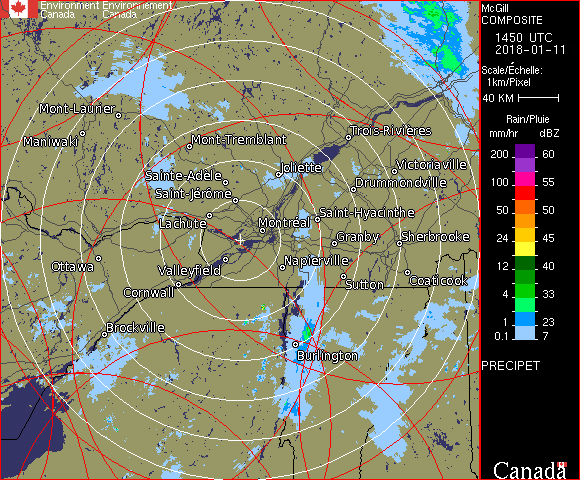 Environment Environnement
Canada Canada
McGill
COMPOSITE
1450 UTC
2018-01-11
Scale/Échelle:
1km/Pixel
40 KM
Rain/Pluie
mm/hr dBZ
200 60
100 55
50 50
24 45
12 40
4 33
1 23
0.1 7
PRECIPET
Canada
Mont-Laurier
Maniwaki
Mont-Tremblant
Trois-Rivières
Sainte-Adèle
Joliette
Victoriaville
Saint-Jérôme
Drummondville
Lachute
Montréal
Saint-Hyacinthe
Granby
Sherbrooke
Ottawa
Valleyfield
Napierville
Cornwall
Sutton
Coaticook
Brockville
Burlington